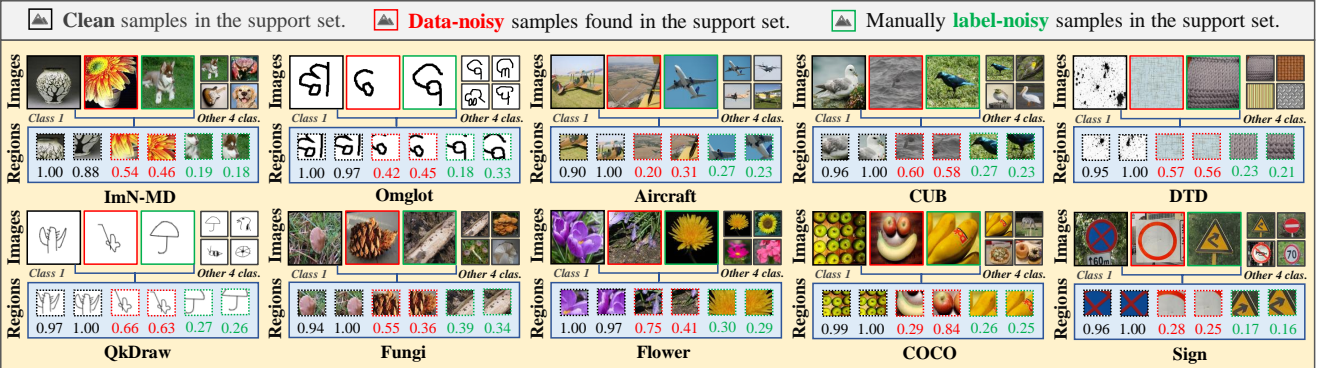 Clean samples in the support set. Data-noisy samples found in the support set. Manually label-noisy samples in the support set.
Images Images Images Images Images
Class 1 Other 4 clas. Class 1 Other 4 clas. Class 1 Other 4 clas. Class 1 Other 4 clas. Class 1 Other 4 clas.
Regions Regions Regions Regions Regions
1.00 0.88 0.54 0.46 0.19 0.18 1.00 0.97 0.42 0.45 0.18 0.33 0.90 1.00 0.20 0.31 0.27 0.23 0.96 1.00 0.60 0.58 0.27 0.23 0.95 1.00 0.57 0.56 0.23 0.21
ImN-MD Omglot Aircraft CUB DTD
Images Images Images Images Images
160m 70
Class 1 Other 4 clas. Class 1 Other 4 clas. Class 1 Other 4 clas. Class 1 Other 4 clas. Class 1 Other 4 clas.
Regions Regions Regions Regions Regions
0.97 1.00 0.66 0.63 0.27 0.26 0.94 1.00 0.55 0.36 0.39 0.34 1.00 0.97 0.75 0.41 0.30 0.29 0.99 1.00 0.29 0.84 0.26 0.25 0.96 1.00 0.28 0.25 0.17 0.16
QkDraw Fungi Flower COCO Sign